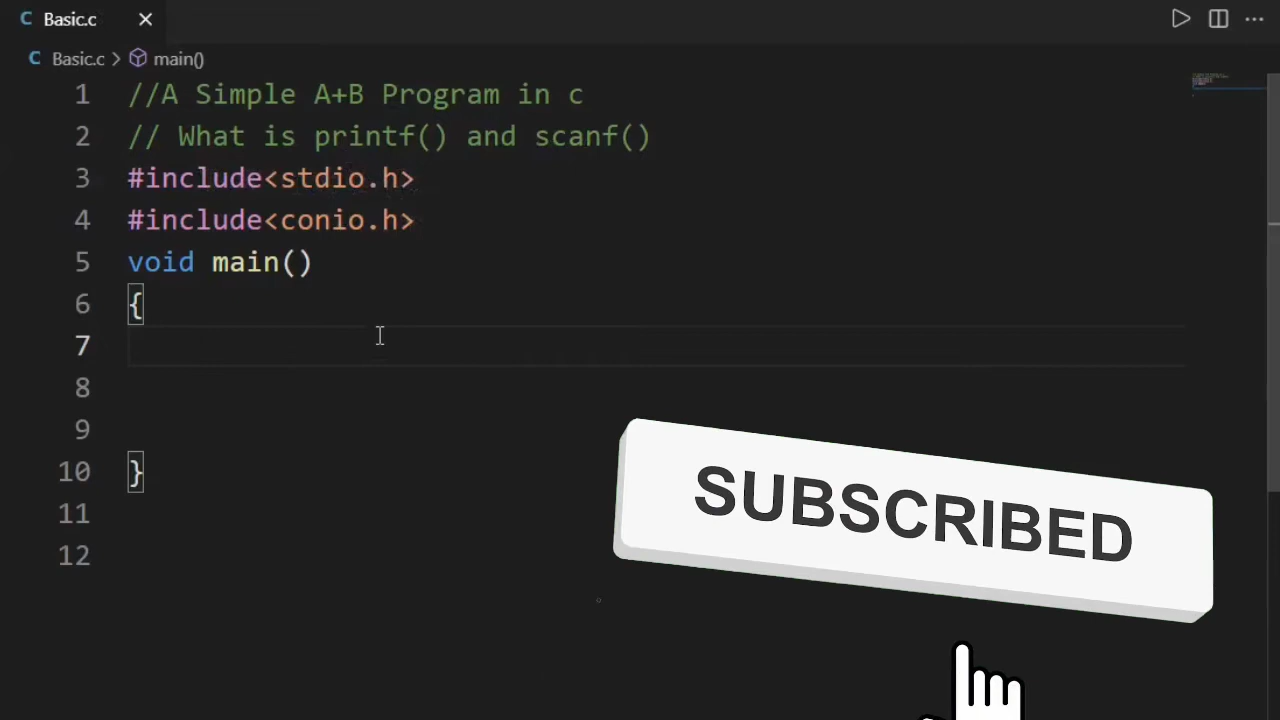 C Basic.c
C Basic.c main()
1 //A Simple A+B Program in c
2 // What is printf() and scanf()
3 #include<stdio.h>
4 #include<conio.h>
5 void main()
6 {
7
8
9
10 }
11
12
SUBSCRIBED